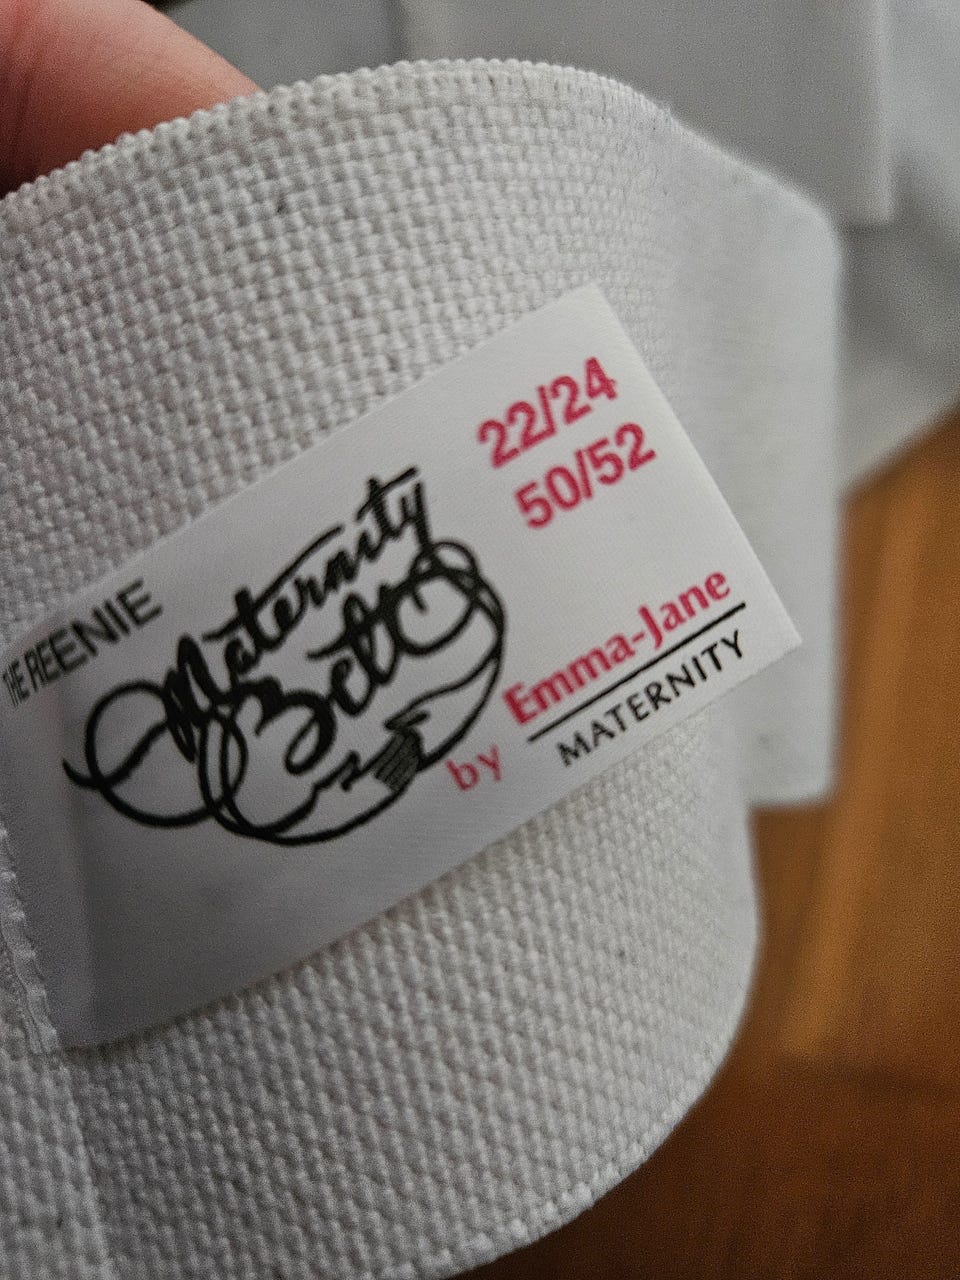 22/24
50/52
THE REENIE
Maternity
Belt
by Emma-Jane
MATERNITY